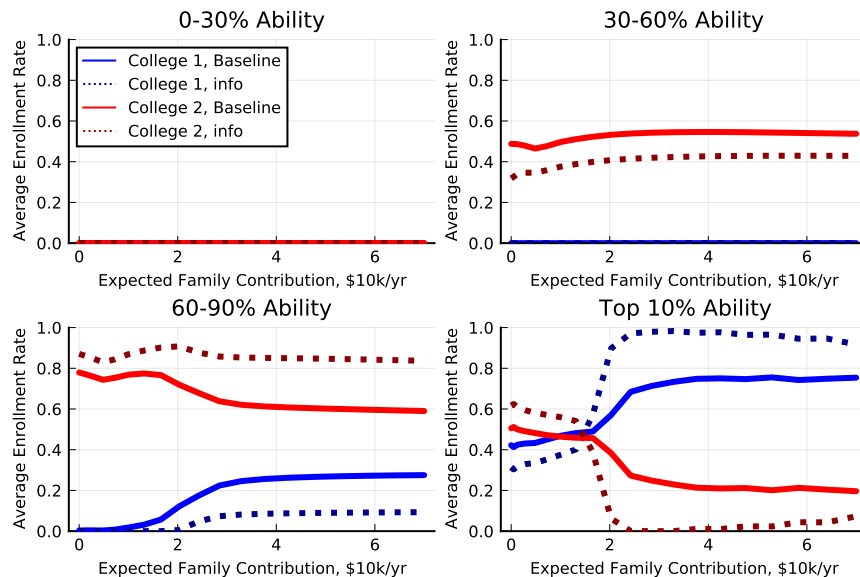 0-30% Ability
Average Enrollment Rate
1.0
0.8
0.6
0.4
0.2
0.0
College 1, Baseline
College 1, info
College 2, Baseline
College 2, info
0 2 4 6
Expected Family Contribution, $10k/yr
30-60% Ability
Average Enrollment Rate
1.0
0.8
0.6
0.4
0.2
0.0
0 2 4 6
Expected Family Contribution, $10k/yr
60-90% Ability
Average Enrollment Rate
1.0
0.8
0.6
0.4
0.2
0.0
0 2 4 6
Expected Family Contribution, $10k/yr
Top 10% Ability
Average Enrollment Rate
1.0
0.8
0.6
0.4
0.2
0.0
0 2 4 6
Expected Family Contribution, $10k/yr